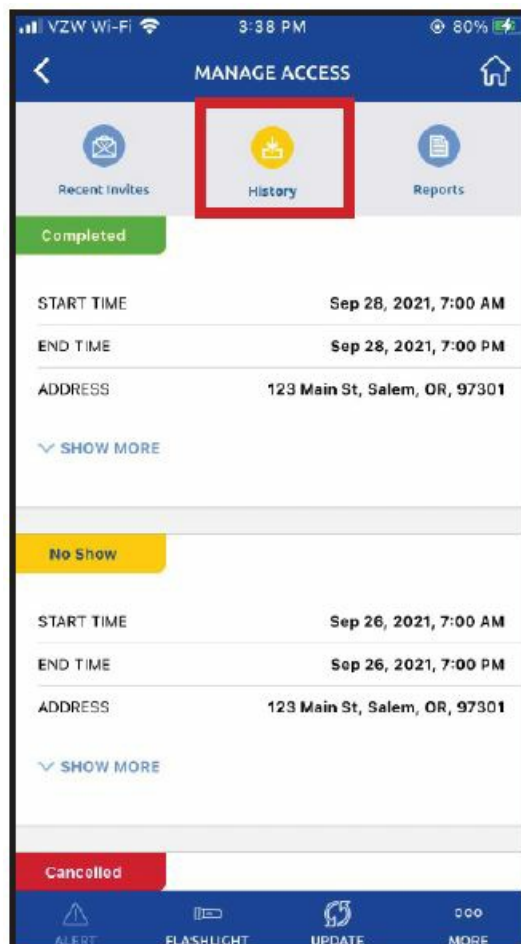 VZW Wi-Fi 3:38 PM 80%
MANAGE ACCESS
Recent Invites History Reports
Completed
START TIME Sep 28, 2021, 7:00 AM
END TIME Sep 28, 2021, 7:00 PM
ADDRESS 123 Main St, Salem, OR, 97301
SHOW MORE
No Show
START TIME Sep 26, 2021, 7:00 AM
END TIME Sep 26, 2021, 7:00 PM
ADDRESS 123 Main St, Salem, OR, 97301
SHOW MORE
Cancelled
ALERT FLASHLIGHT UPDATE MORE